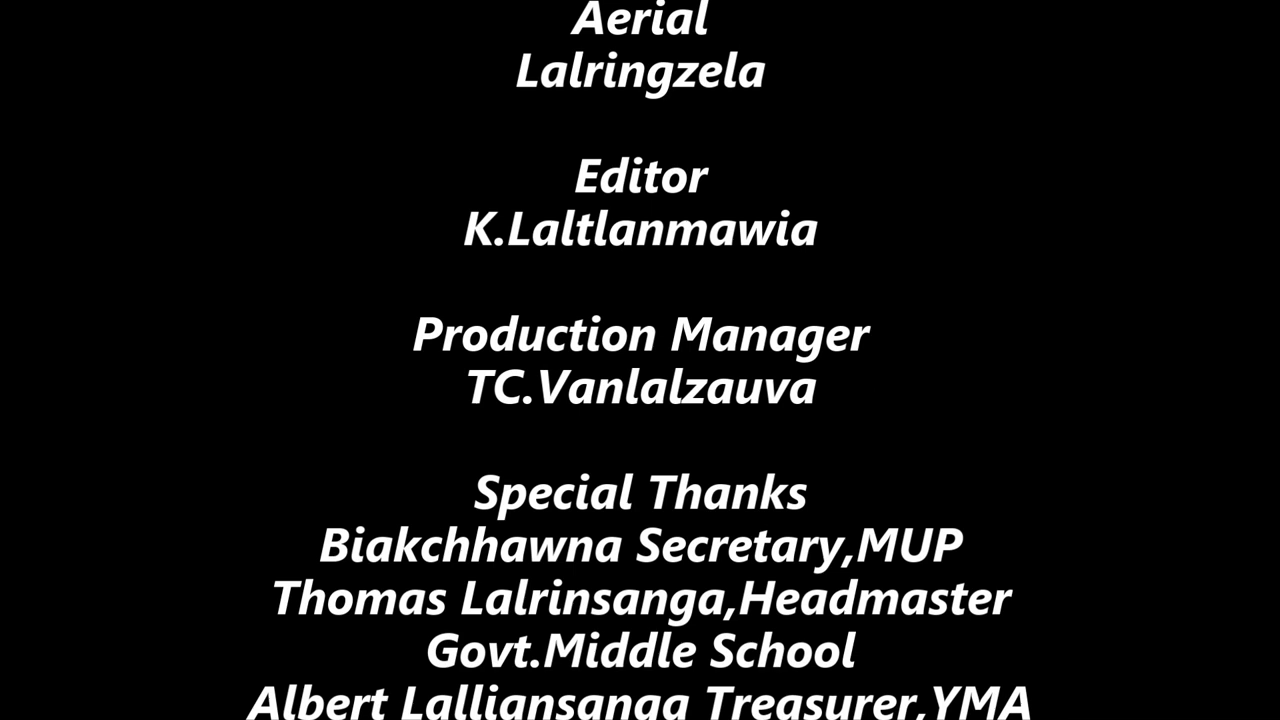 Aerial
Lalringzela
Editor
K.Laltlanmawia
Production Manager
TC.Vanlalzauva
Special Thanks
Biakchhawna Secretary,MUP
Thomas Lalrinsanga,Headmaster
Govt.Middle School
Albert Lalliansanga Treasurer,YMA